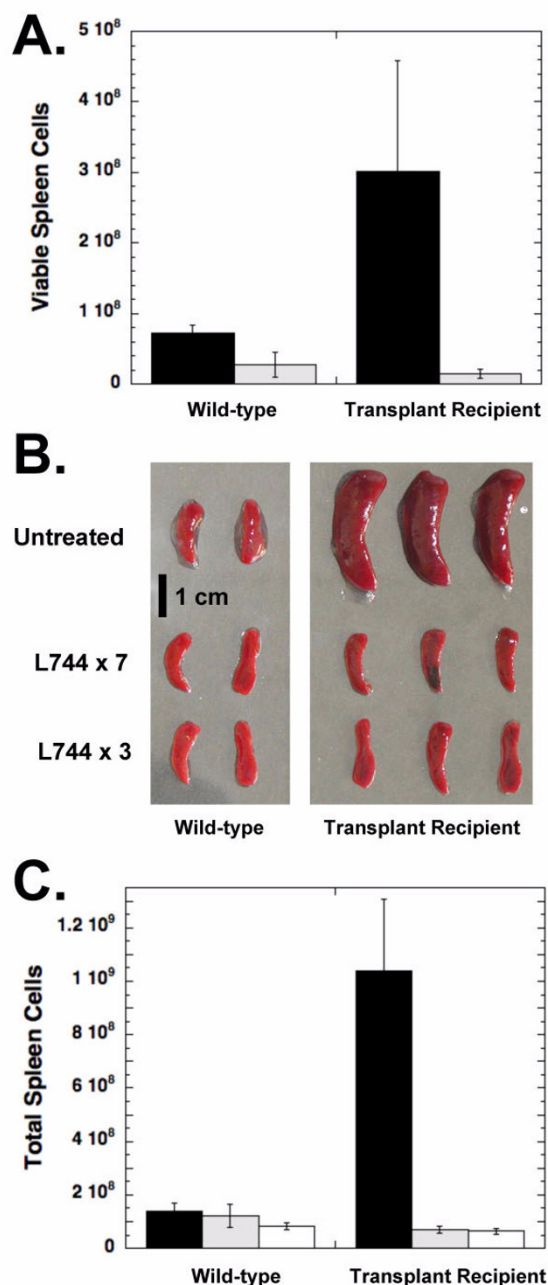 A.
Viable Spleen Cells
5 10⁸
4 10⁸
3 10⁸
2 10⁸
1 10⁸
0
Wild-type
Transplant Recipient
B.
Untreated
1 cm
L744 x 7
L744 x 3
Wild-type
Transplant Recipient
C.
Total Spleen Cells
1.2 10⁹
1 10⁹
8 10⁸
6 10⁸
4 10⁸
2 10⁸
0
Wild-type
Transplant Recipient